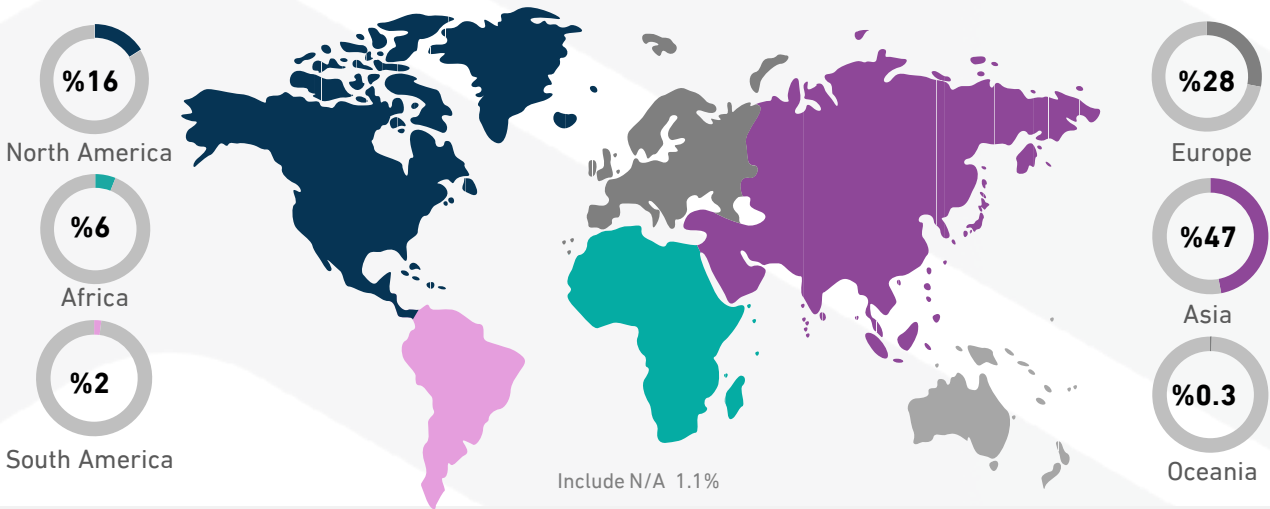 %16
North America
%6
Africa
%2
South America
Include N/A 1.1%
%28
Europe
%47
Asia
%0.3
Oceania